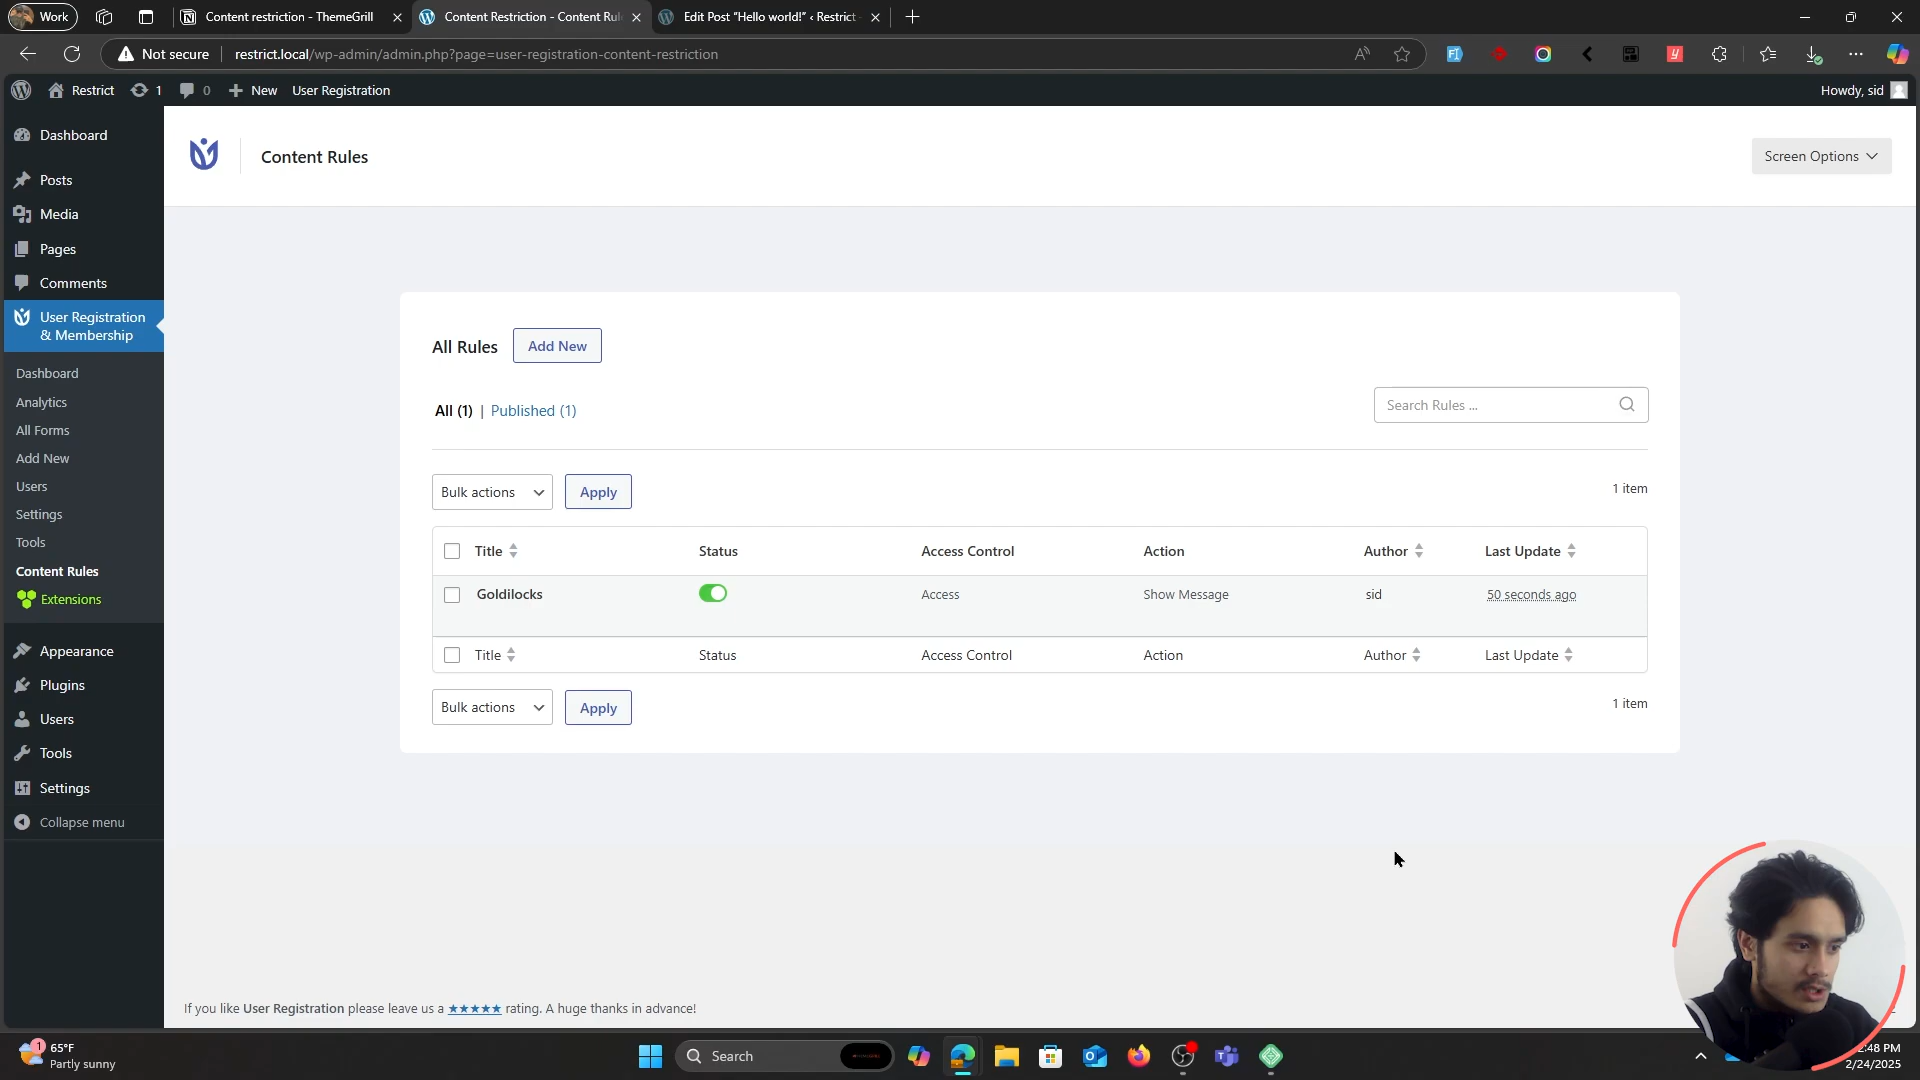 Work
Content restriction - ThemeGrill
Content Restriction - Content Rul
Edit Post "Hello world!" ‹ Restrict -
Not secure
restrict.local/wp-admin/admin.php?page=user-registration-content-restriction
Restrict
1
0
New
User Registration
Howdy, sid
Dashboard
Posts
Media
Pages
Comments
User Registration
& Membership
Dashboard
Analytics
All Forms
Add New
Users
Settings
Tools
Content Rules
Extensions
Appearance
Plugins
Users
Tools
Settings
Collapse menu
Content Rules
Screen Options
All Rules
Add New
All (1) | Published (1)
Search Rules ...
Bulk actions
Apply
1 item
Title
Status
Access Control
Action
Author
Last Update
Goldilocks
Access
Show Message
sid
50 seconds ago
Title
Status
Access Control
Action
Author
Last Update
Bulk actions
Apply
1 item
If you like User Registration please leave us a ★★★★★ rating. A huge thanks in advance!
1
65°F
Partly sunny
Search
:48 PM
2/24/2025